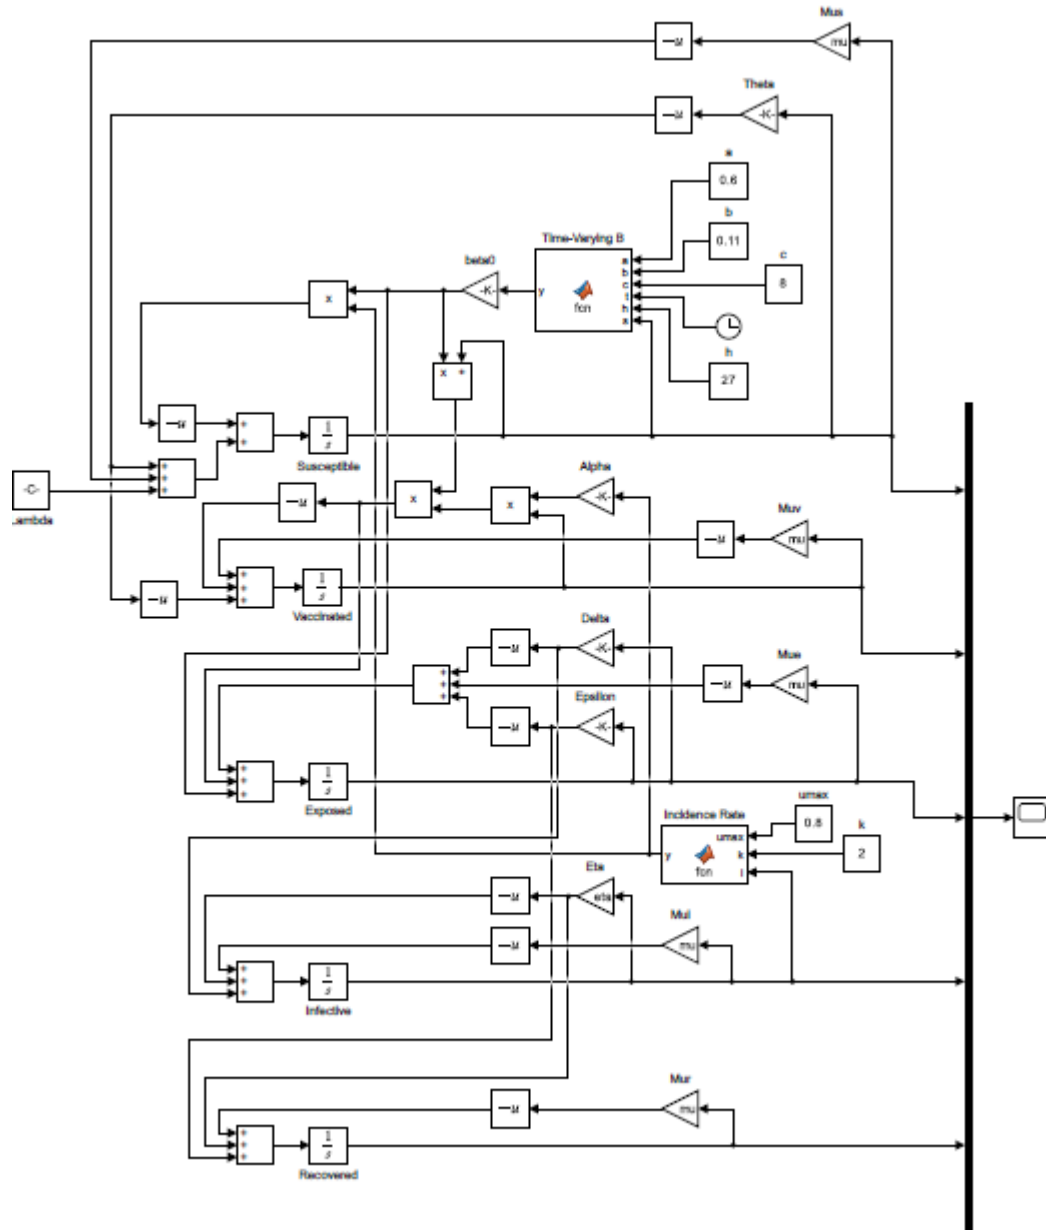 Mus
-u
mu
Theta
-u
-K-
a
0.6
b
0.11
c
8
Time-Varying B
a
b
c
t
h
s
y
fcn
beta0
-K-
x
h
27
x ÷
-u
+
+
1
s
Susceptible
+
+
+
-C-
Lambda
Alpha
-K-
-u
x
x
Muv
-u
mu
+
+
+
1
s
Vaccinated
-u
Delta
-u
-K-
Mue
-u
mu
+
+
+
Epsilon
-u
-K-
+
+
+
1
s
Exposed
umax
0.8
k
2
Incidence Rate
umax
k
I
y
fcn
Eta
-u
eta
MuI
-u
mu
+
+
+
1
s
Infective
Mur
-u
mu
+
+
+
1
s
Recovered